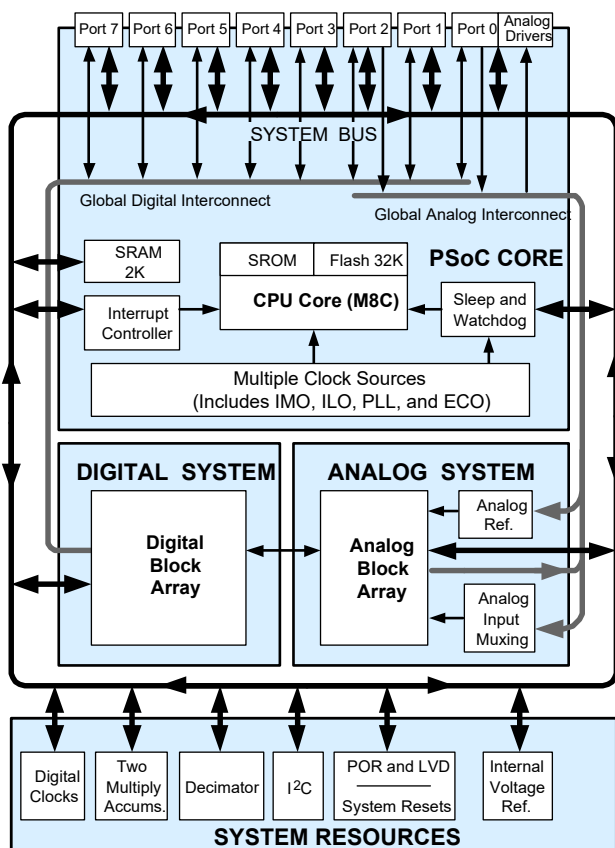 Port 7 Port 6 Port 5 Port 4 Port 3 Port 2 Port 1 Port 0 Analog
Drivers
SYSTEM BUS
Global Digital Interconnect
Global Analog Interconnect
PSoC CORE
SRAM
2K
SROM Flash 32K
CPU Core (M8C)
Interrupt
Controller
Sleep and
Watchdog
Multiple Clock Sources
(Includes IMO, ILO, PLL, and ECO)
DIGITAL SYSTEM
Digital
Block
Array
ANALOG SYSTEM
Analog
Block
Array
Analog
Ref.
Analog
Input
Muxing
Digital
Clocks
Two
Multiply
Accums.
Decimator
I²C
POR and LVD
System Resets
Internal
Voltage
Ref.
SYSTEM RESOURCES